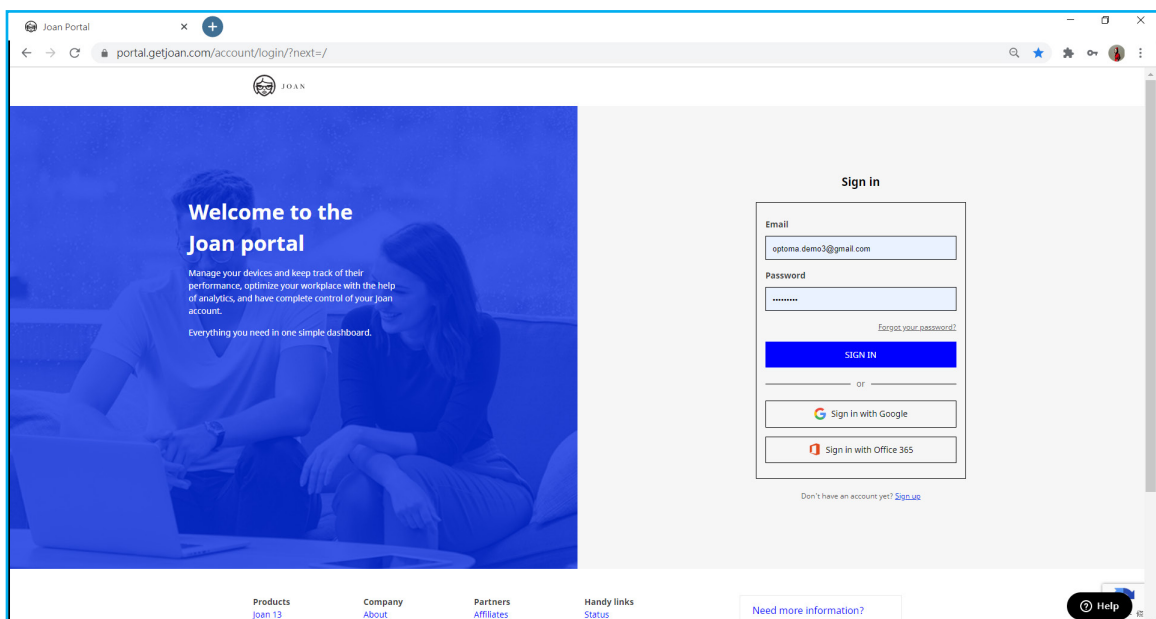 Joan Portal
portal.getjoan.com/account/login/?next=/
JOAN
Welcome to the
Joan portal
Manage your devices and keep track of their
performance, optimize your workplace with the help
of analytics, and have complete control of your Joan
account.
Everything you need in one simple dashboard.
Sign in
Email
optoma.demo3@gmail.com
Password
•••••••••
Forgot your password?
SIGN IN
or
Sign in with Google
Sign in with Office 365
Don't have an account yet? Sign up
Products
Joan 13
Company
About
Partners
Affiliates
Handy links
Status
Need more information?
Help